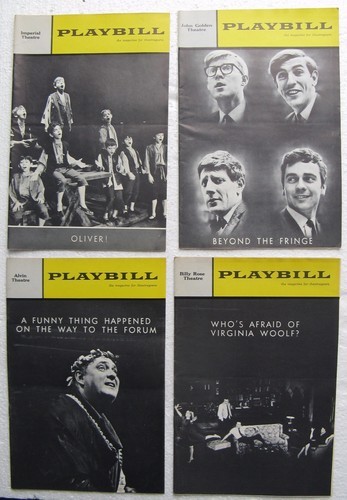 Imperial
Theatre
PLAYBILL
the magazine for theatregoers
OLIVER!
John Golden
Theatre
PLAYBILL
the magazine for theatregoers
BEYOND THE FRINGE
Alvin
Theatre
PLAYBILL
the magazine for theatregoers
A FUNNY THING HAPPENED
ON THE WAY TO THE FORUM
Billy Rose
Theatre
PLAYBILL
the magazine for theatregoers
WHO'S AFRAID OF
VIRGINIA WOOLF?